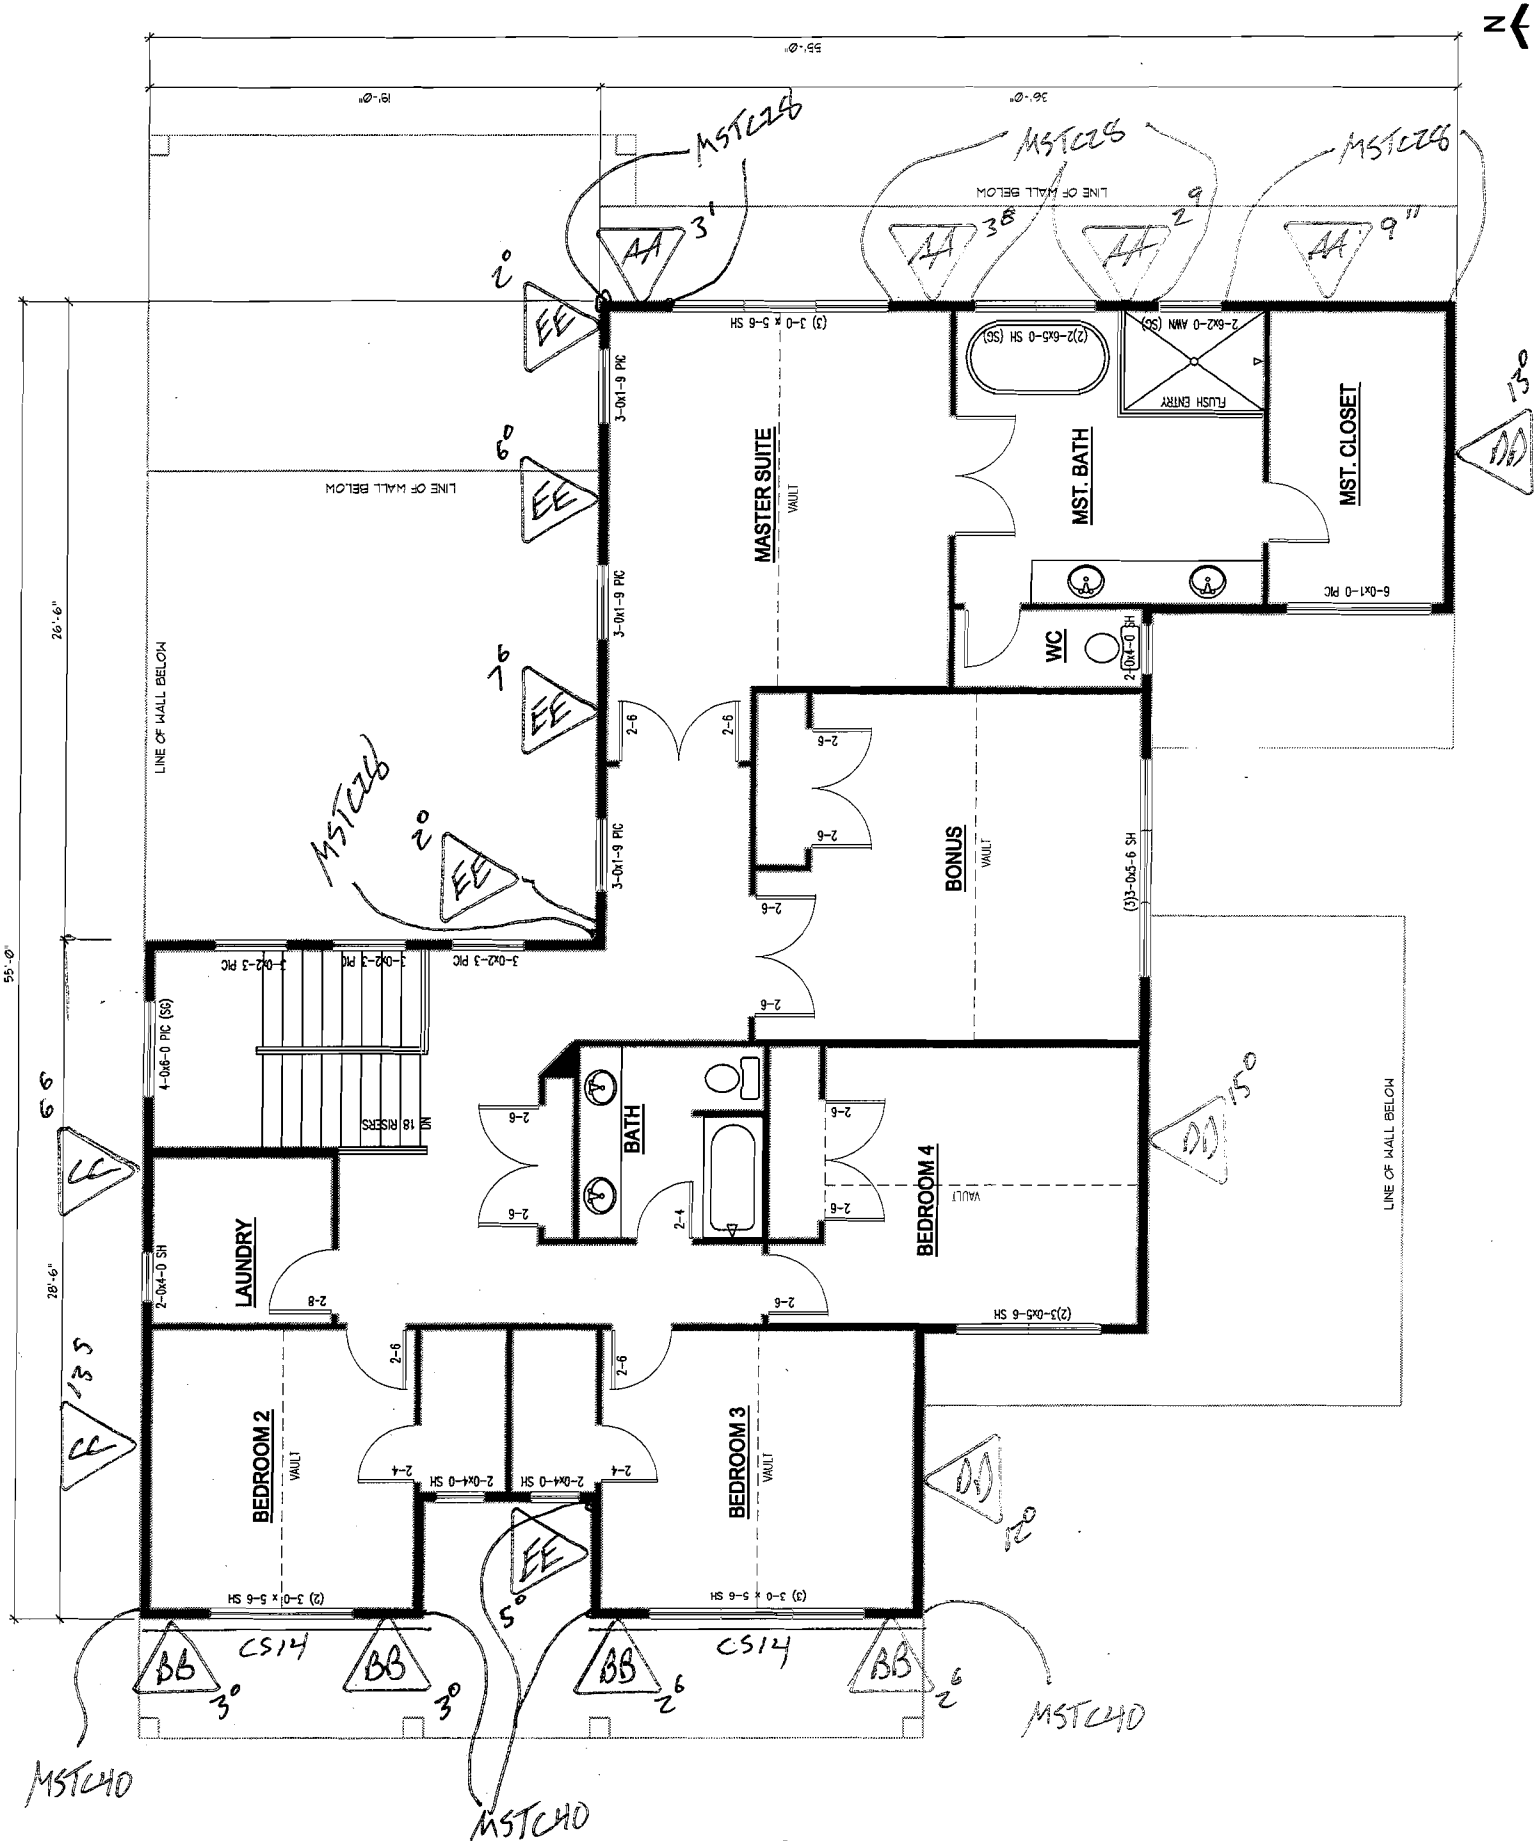 N
55'-0"
19'-0"
36'-0"
MSTC28
MSTC28
MSTC28
LINE OF WALL BELOW
AA
3'
AA
3⁸
AA
2⁹
AA
9"
2⁰
EE
(3) 3-0 x 5-6 SH
(2)2-6x5-0 SH (SG)
2-6x2-0 AWN (SG)
FLUSH ENTRY
3-0x1-9 PIC
MASTER SUITE
VAULT
MST. BATH
MST. CLOSET
13⁰
DD
6⁰
EE
LINE OF WALL BELOW
3-0x1-9 PIC
6-0x1-0 PIC
26'-6"
LINE OF WALL BELOW
WC
2-0x4-0 SH
7⁶
EE
2-6
2-6
2-6
2-6
MSTC28
2⁰
EE
3-0x1-9 PIC
BONUS
VAULT
(3)3-0x5-6 SH
2-6
2-6
55'-0"
3-0x2-3 PIC
3-0x2-3 PIC
3-0x2-3 PIC
4-0x6-0 PIC (SG)
DN 18 RISERS
6 6
CC
2-6
2-6
BATH
2-4
2-6
2-6
BEDROOM 4
VAULT
DD
15⁰
LINE OF WALL BELOW
28'-6"
2-0x4-0 SH
LAUNDRY
2-8
2-6
(2)3-0x5-6 SH
13 5
CC
2-6
2-6
BEDROOM 2
VAULT
2-4
2-0x4-0 SH
2-0x4-0 SH
2-4
BEDROOM 3
VAULT
DD
12⁰
EE
5⁰
(2) 3-0 x 5-6 SH
(3) 3-0 x 5-6 SH
CS14
CS14
BB
3⁰
BB
3⁰
BB
2⁶
BB
2⁶
MSTC40
MSTC40
MSTC40